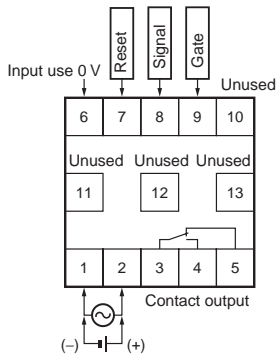 Reset
Signal
Gate
Input use 0 V
Unused
6 7 8 9 10
Unused Unused Unused
11 12 13
1 2 3 4 5
Contact output
(−) (+)